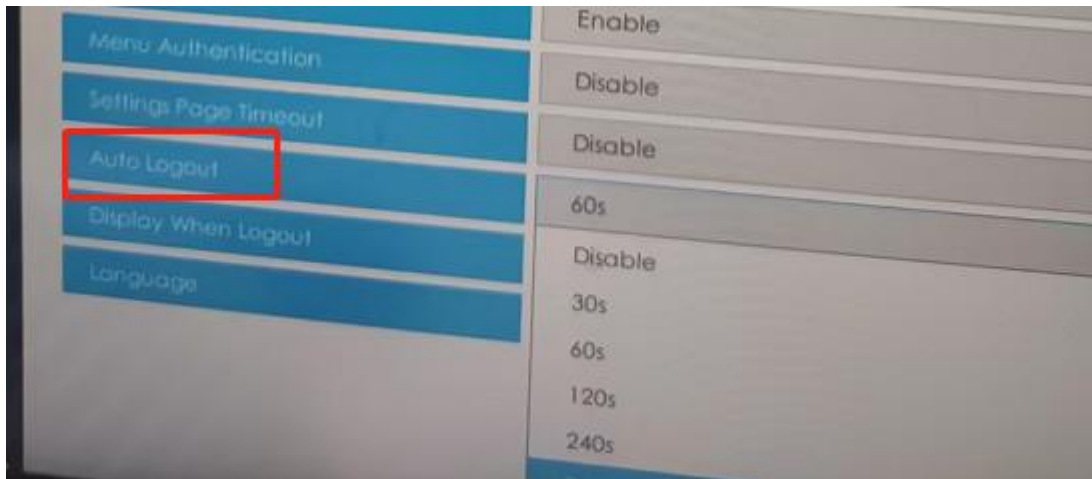 Enable
Menu Authentication
Disable
Settings Page Timeout
Disable
Auto Logout
60s
Display When Logout
Disable
Language
30s
60s
120s
240s